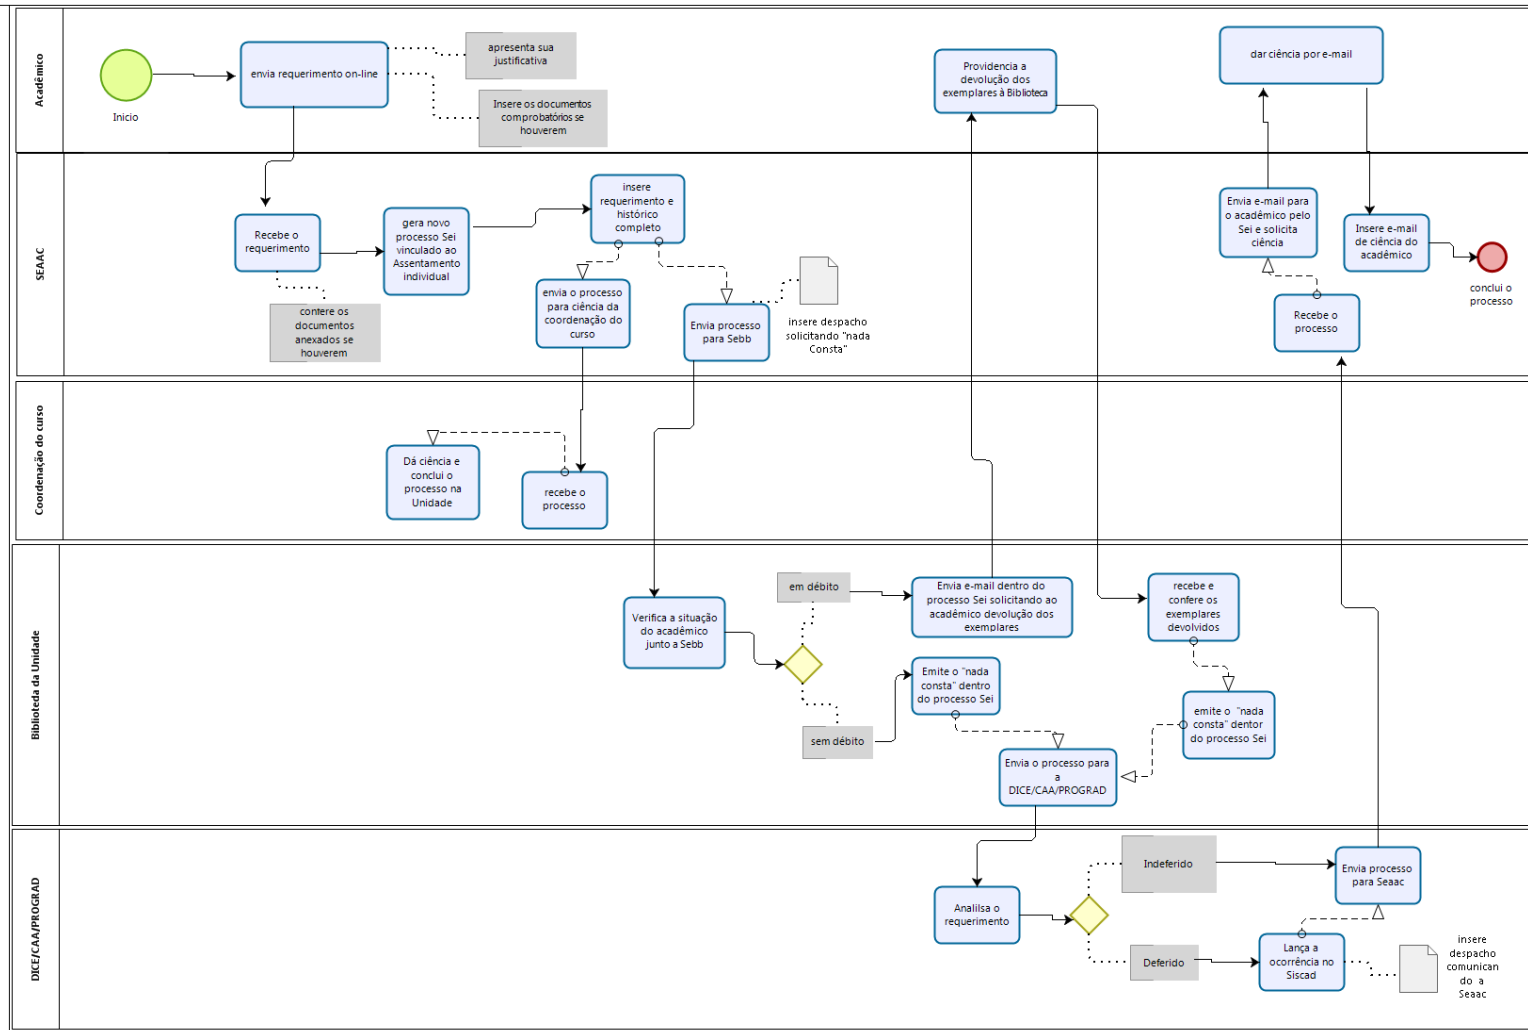 Acadêmico
Inicio
envia requerimento on-line
apresenta sua
justificativa
Insere os documentos
comprobatórios se
houverem
Providencia a
devolução dos
exemplares à Biblioteca
dar ciência por e-mail
SEAAC
Recebe o
requerimento
confere os
documentos
anexados se
houverem
gera novo
processo Sei
vinculado ao
Assentamento
individual
insere
requerimento e
histórico
completo
envia o processo
para ciência da
coordenação do
curso
Envia processo
para Sebb
insere despacho
solicitando "nada
Consta"
Envia e-mail para
o acadêmico pelo
Sei e solicita
ciência
Recebe o
processo
Insere e-mail
de ciência do
acadêmico
conclui o
processo
Coordenação do curso
Dá ciência e
conclui o
processo na
Unidade
recebe o
processo
Biblioteda da Unidade
Verifica a situação
do acadêmico
junto a Sebb
em débito
sem débito
Envia e-mail dentro do
processo Sei solicitando ao
acadêmico devolução dos
exemplares
Emite o "nada
consta" dentro
do processo Sei
Envia o processo para
a
DICE/CAA/PROGRAD
recebe e
confere os
exemplares
devolvidos
emite o "nada
consta" dentor
do processo Sei
DICE/CAA/PROGRAD
Analilsa o
requerimento
Indeferido
Deferido
Envia processo
para Seaac
Lança a
ocorrência no
Siscad
insere
despacho
comunican
do a
Seaac